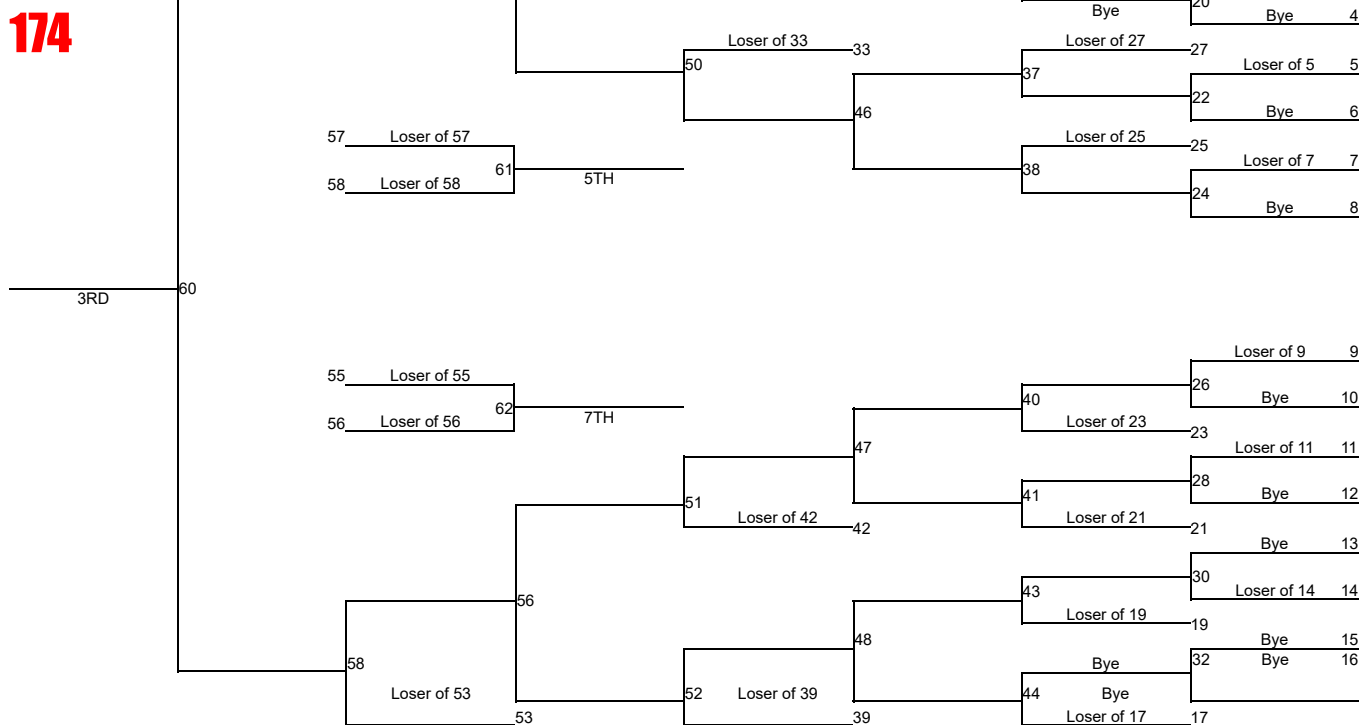 174
20
Bye
Bye 4
Loser of 33 33
Loser of 27 27
50
37
Loser of 5 5
22
46
Bye 6
57 Loser of 57
Loser of 25 25
Loser of 7 7
61
5TH
38
58 Loser of 58
24
Bye 8
60
3RD
Loser of 9 9
55 Loser of 55
26
Bye 10
62
7TH
40
56 Loser of 56
Loser of 23 23
47
Loser of 11 11
28
41
Bye 12
51
Loser of 42 42
Loser of 21 21
Bye 13
30
43
Loser of 14 14
56
Loser of 19 19
48
Bye 15
58
Bye
32
Bye 16
Loser of 53
52
Loser of 39
44
Bye
53
39
Loser of 17 17